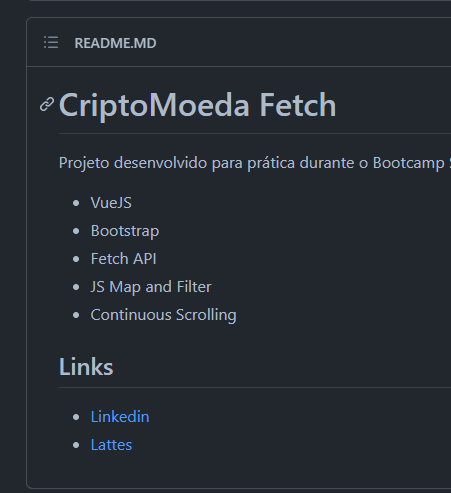 README.MD
CriptoMoeda Fetch
Projeto desenvolvido para prática durante o Bootcamp
VueJS
Bootstrap
Fetch API
JS Map and Filter
Continuous Scrolling
Links
Linkedin
Lattes